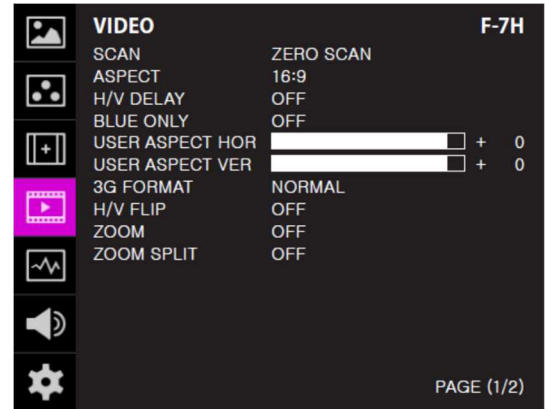 VIDEO F-7H
SCAN ZERO SCAN
ASPECT 16:9
H/V DELAY OFF
BLUE ONLY OFF
USER ASPECT HOR + 0
USER ASPECT VER + 0
3G FORMAT NORMAL
H/V FLIP OFF
ZOOM OFF
ZOOM SPLIT OFF
PAGE (1/2)